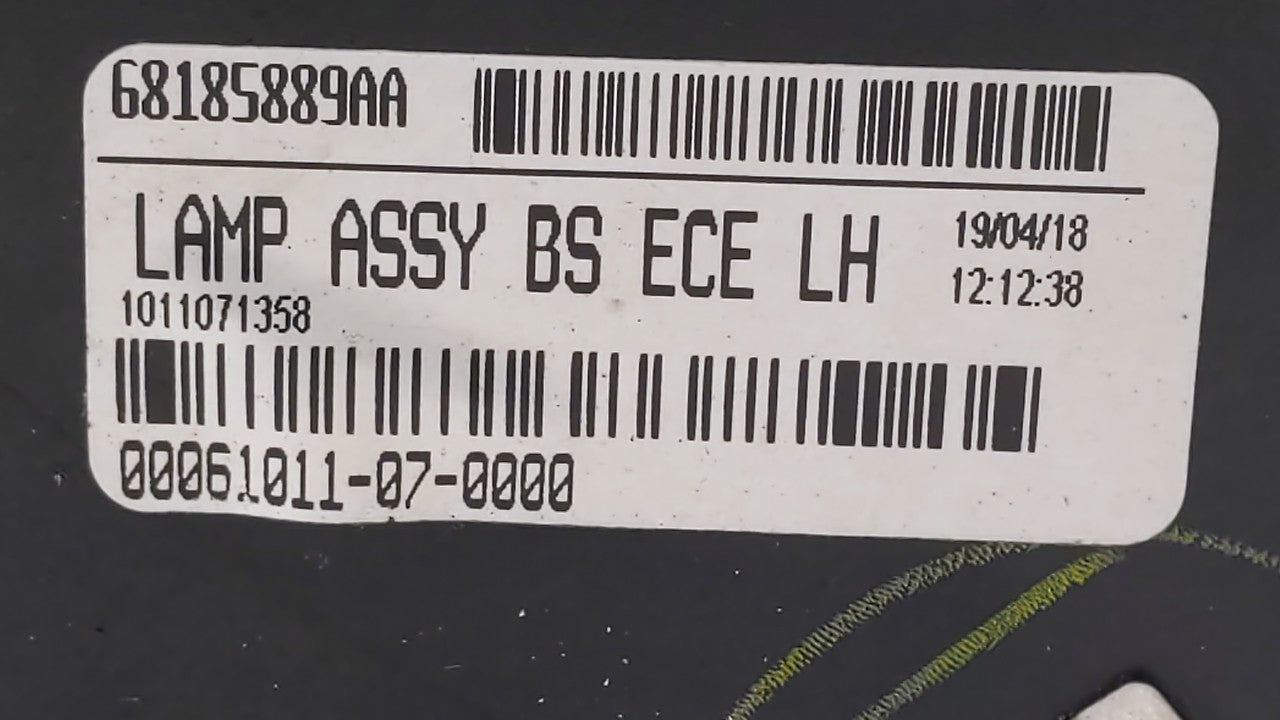 68185889AA
LAMP ASSY BS ECE LH
19/04/18
12:12:38
1011071358
00061011-07-0000